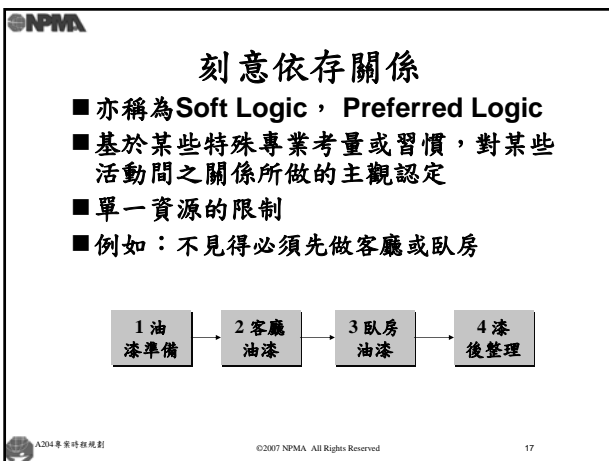 NPMA
刻意依存關係
■亦稱為Soft Logic， Preferred Logic
■基於某些特殊專業考量或習慣，對某些
活動間之關係所做的主觀認定
■單一資源的限制
■例如：不見得必須先做客廳或臥房
1 油
漆準備
2 客廳
油漆
3 臥房
油漆
4 漆
後整理
A204專案時程規劃
©2007 NPMA All Rights Reserved
17